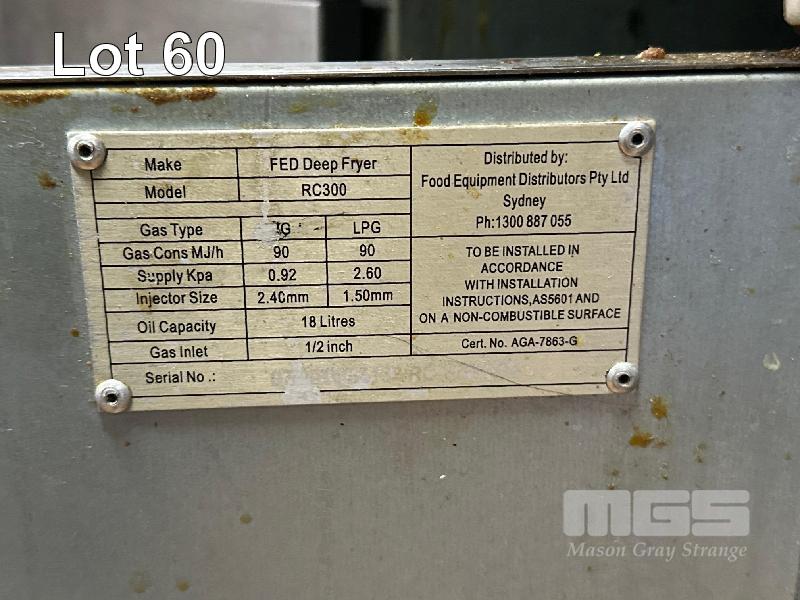 Lot 60
Make FED Deep Fryer
Model RC300
Gas Type LPG
Gas Cons MJ/h 90 90
Supply Kpa 0.92 2.60
Injector Size 2.40mm 1.50mm
Oil Capacity 18 Litres
Gas Inlet 1/2 inch
Serial No .:
Distributed by:
Food Equipment Distributors Pty Ltd
Sydney
Ph:1300 887 055
TO BE INSTALLED IN
ACCORDANCE
WITH INSTALLATION
INSTRUCTIONS,AS5601 AND
ON A NON-COMBUSTIBLE SURFACE
Cert. No. AGA-7863-G
MGS
Mason Gray Strange